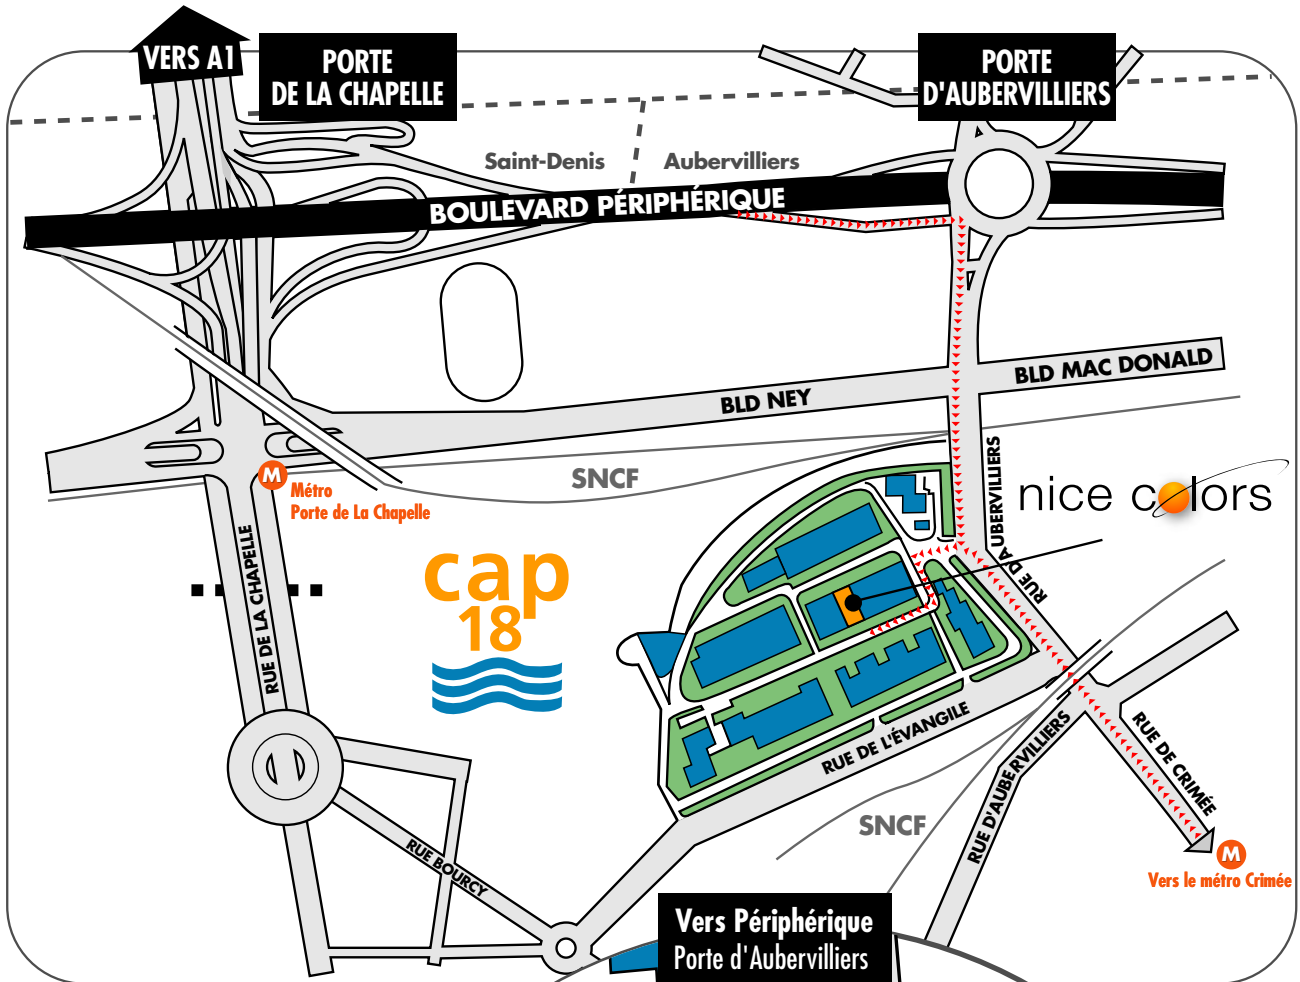 VERS A1
PORTE
DE LA CHAPELLE
PORTE
D'AUBERVILLIERS
Saint-Denis
Aubervilliers
BOULEVARD PÉRIPHÉRIQUE
BLD MAC DONALD
BLD NEY
SNCF
M
Métro
Porte de La Chapelle
RUE D'AUBERVILLIERS
nice colors
RUE DE LA CHAPELLE
cap
18
RUE DE L'ÉVANGILE
RUE D'AUBERVILLIERS
RUE DE CRIMÉE
SNCF
RUE BOURCY
M
Vers le métro Crimée
Vers Périphérique
Porte d'Aubervilliers